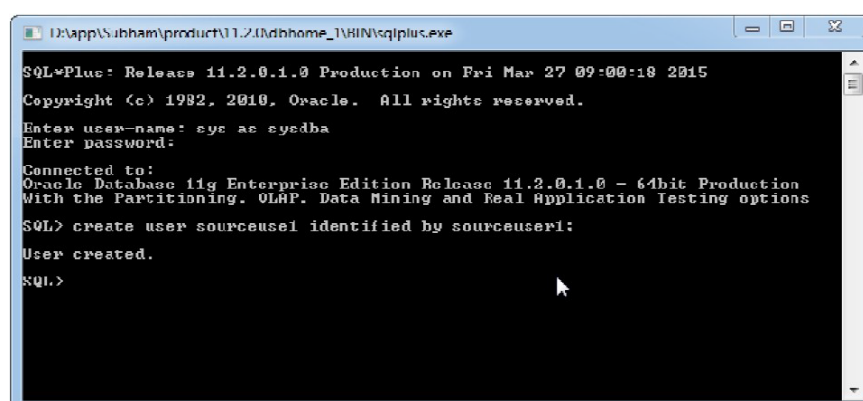 D:\app\Subham\product\11.2.0\dbhome_1\BIN\sqlplus.exe
SQL*Plus: Release 11.2.0.1.0 Production on Fri Mar 27 09:00:18 2015
Copyright (c) 1982, 2010, Oracle.  All rights reserved.
Enter user-name: sys as sysdba
Enter password:
Connected to:
Oracle Database 11g Enterprise Edition Release 11.2.0.1.0 - 64bit Production
With the Partitioning, OLAP, Data Mining and Real Application Testing options
SQL> create user sourceuse1 identified by sourceuser1;
User created.
SQL>